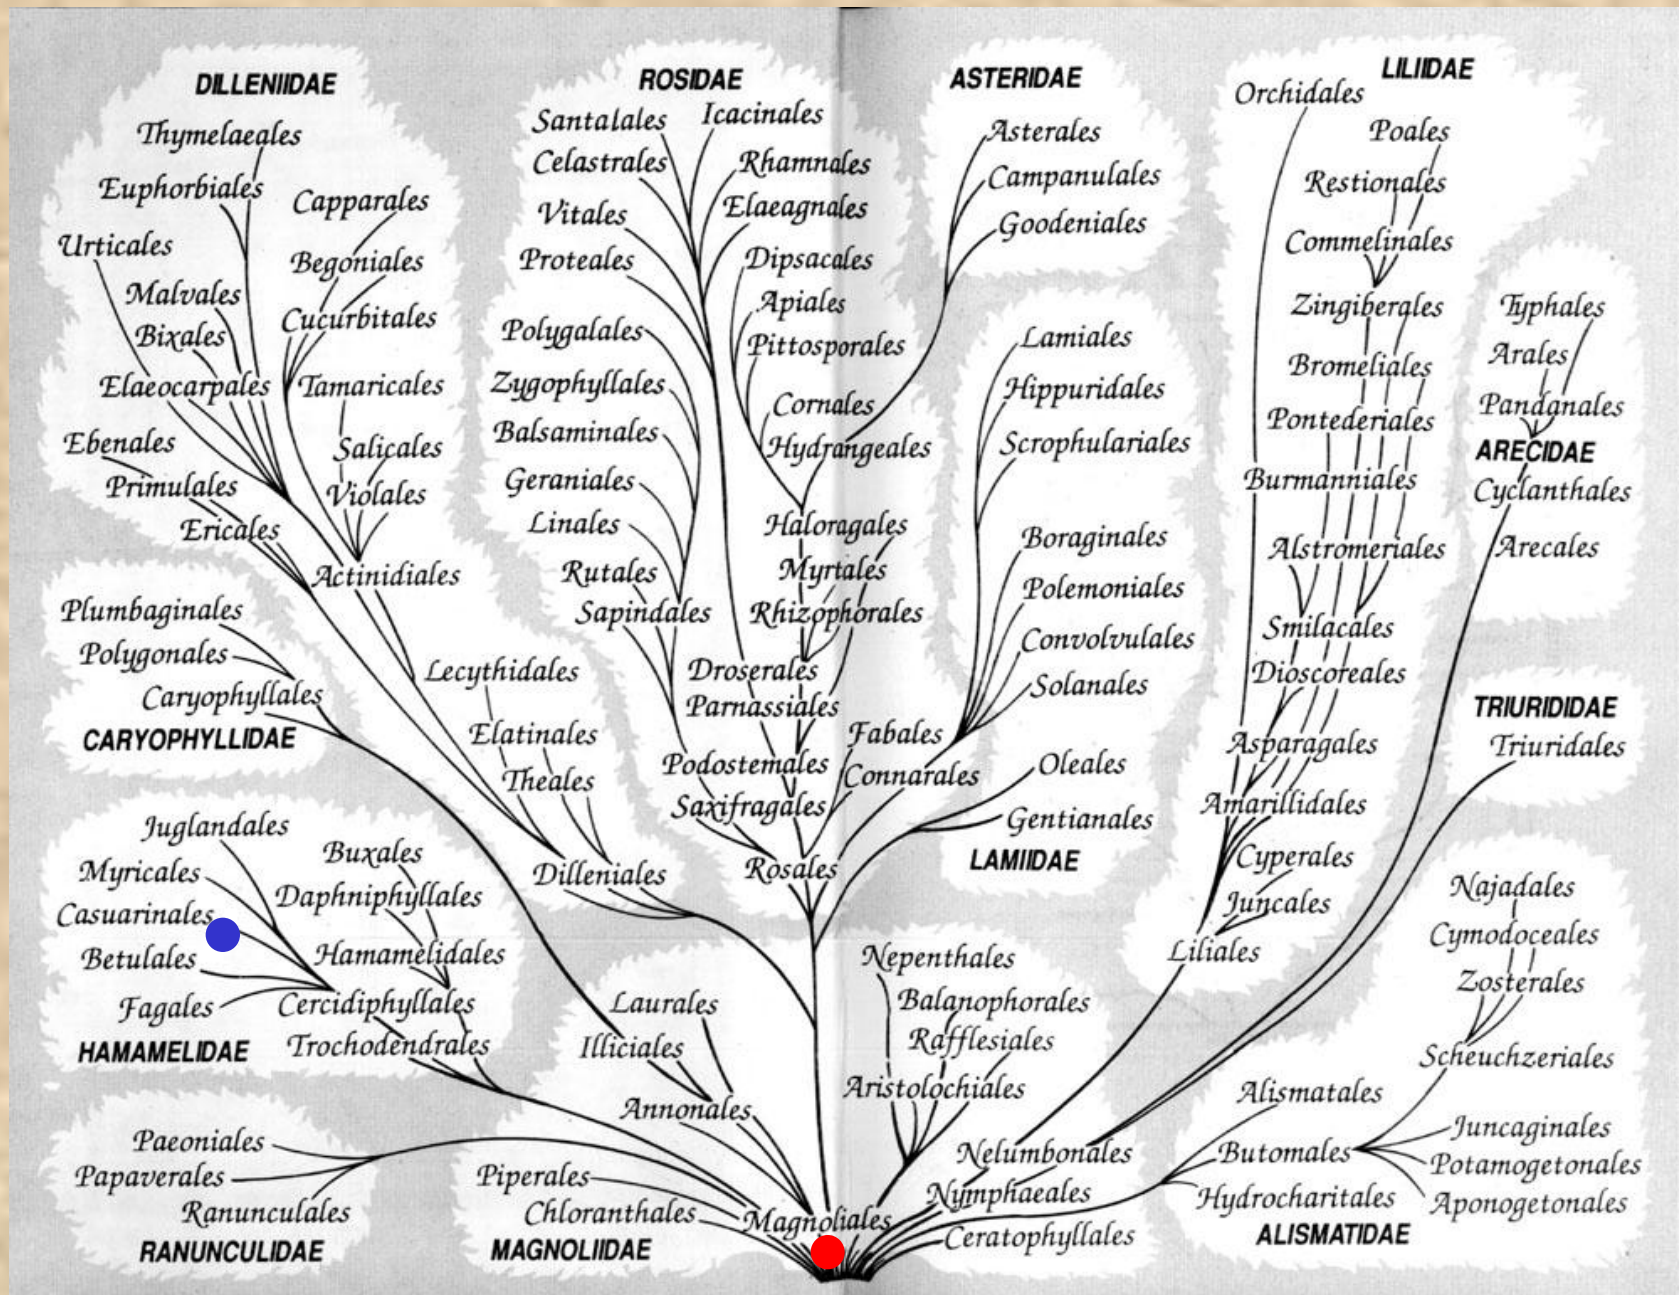 DILLENIIDAE
Thymelaeales
Euphorbiales
Capparales
Urticales
Begoniales
Malvales
Cucurbitales
Bixales
Elaeocarpales
Tamaricales
Ebenales
Salicales
Primulales
Violales
Ericales
Actinidiales
Lecythidales
Elatinales
Theales
Dilleniales
ROSIDAE
Santalales
Icacinales
Celastrales
Rhamnales
Vitales
Elaeagnales
Proteales
Dipsacales
Apiales
Polygalales
Pittosporales
Zygophyllales
Cornales
Balsaminales
Hydrangeales
Geraniales
Linales
Haloragales
Rutales
Myrtales
Sapindales
Rhizophorales
Droserales
Parnassiales
Fabales
Podostemales
Connarales
Saxifragales
Rosales
ASTERIDAE
Asterales
Campanulales
Goodeniales
Lamiales
Hippuridales
Scrophulariales
Boraginales
Polemoniales
Convolvulales
Solanales
Oleales
Gentianales
LAMIIDAE
LILIIDAE
Orchidales
Poales
Restionales
Commelinales
Zingiberales
Bromeliales
Pontederiales
Burmanniales
Alstromeriales
Smilacales
Dioscoreales
Asparagales
Amarillidales
Cyperales
Juncales
Liliales
Typhales
Arales
Pandanales
ARECIDAE
Cyclanthales
Arecales
TRIURIDIDAE
Triuridales
Plumbaginales
Polygonales
Caryophyllales
CARYOPHYLLIDAE
Juglandales
Buxales
Myricales
Daphniphyllales
Casuarinales
Betulales
Hamamelidales
Fagales
Cercidiphyllales
HAMAMELIDAE
Trochodendrales
Paeoniales
Papaverales
Ranunculales
RANUNCULIDAE
Laurales
Illiciales
Annonales
Piperales
Chloranthales
Magnoliales
MAGNOLIIDAE
Nepenthales
Balanophorales
Rafflesiales
Aristolochiales
Nelumbonales
Nymphaeales
Ceratophyllales
Najadales
Cymodoceales
Zosterales
Scheuchzeriales
Alismatales
Juncaginales
Butomales
Potamogetonales
Hydrocharitales
Aponogetonales
ALISMATIDAE